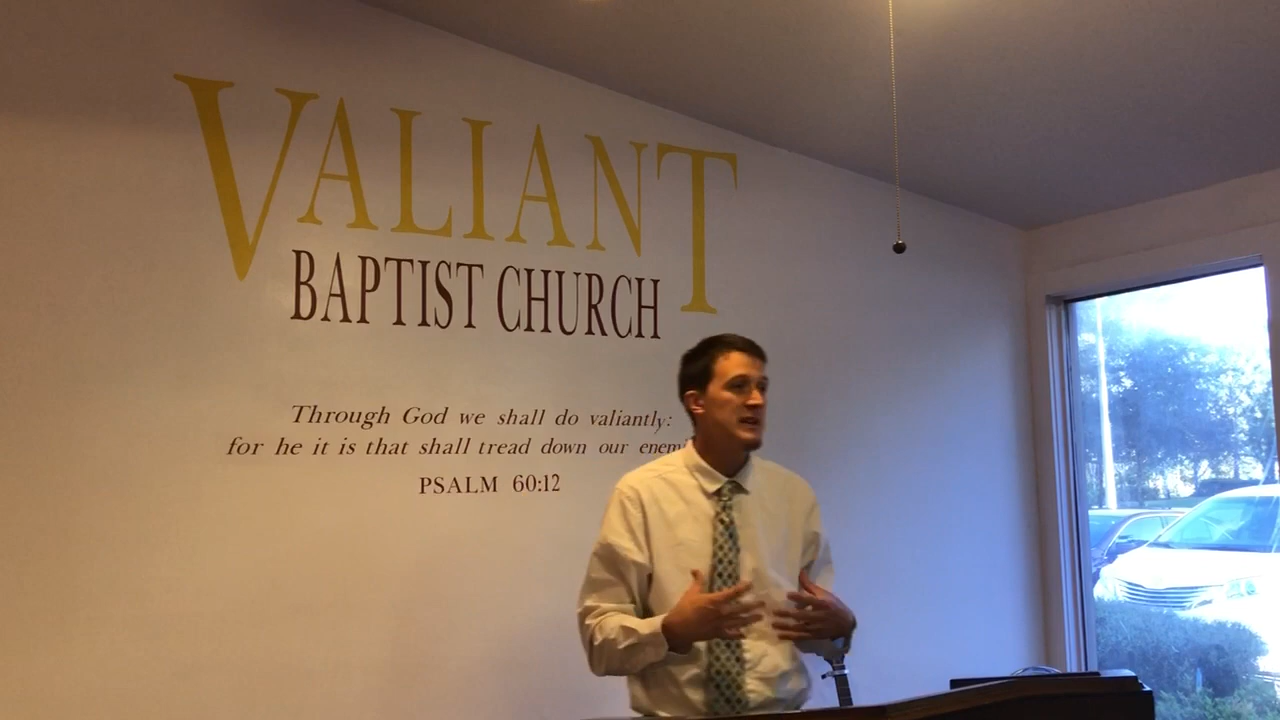 VALIANT
BAPTIST CHURCH
Through God we shall do valiantly:
for he it is that shall tread down our
PSALM 60:12